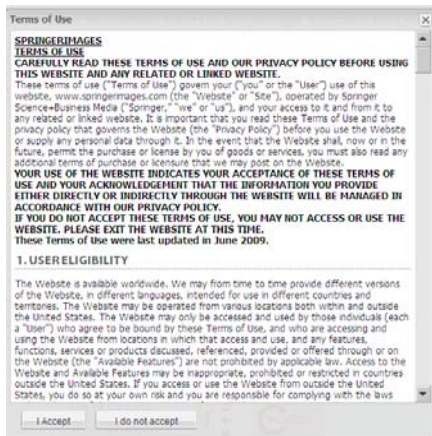 Terms of Use
SPRINGERIMAGES
TERMS OF USE
CAREFULLY READ THESE TERMS OF USE AND OUR PRIVACY POLICY BEFORE USING
THIS WEBSITE AND ANY RELATED OR LINKED WEBSITE.
These terms of use ("Terms of Use") govern your ("you" or the "User") use of this
website, www.springerimages.com (the "Website" or "Site"), operated by Springer
Science+Business Media ("Springer," "we" or "us"), and your access to it and from it to
any related or linked website. It is important that you read these Terms of Use and the
privacy policy that governs the Website (the "Privacy Policy") before you use the Website
or supply any personal data through it. In the event that the Website shall, now or in the
future, permit the purchase or license by you of goods or services, you must also read any
additional terms of purchase or licensure that we may post on the Website.
YOUR USE OF THE WEBSITE INDICATES YOUR ACCEPTANCE OF THESE TERMS OF
USE AND YOUR ACKNOWLEDGEMENT THAT THE INFORMATION YOU PROVIDE
EITHER DIRECTLY OR INDIRECTLY THROUGH THE WEBSITE WILL BE MANAGED IN
ACCORDANCE WITH OUR PRIVACY POLICY.
IF YOU DO NOT ACCEPT THESE TERMS OF USE, YOU MAY NOT ACCESS OR USE THE
WEBSITE. PLEASE EXIT THE WEBSITE AT THIS TIME.
These Terms of Use were last updated in June 2009.
1. USER ELIGIBILITY
The Website is available worldwide. We may from time to time provide different versions
of the Website, in different languages, intended for use in different countries and
territories. The Website may be operated from various locations both within and outside
the United States. The Website may only be accessed and used by those individuals (each
a "User") who agree to be bound by these Terms of Use, and who are accessing and
using the Website from locations in which that access and use, and any features,
functions, services or products discussed, referenced, provided or offered through or on
the Website (the "Available Features") are not prohibited by applicable law. Access to the
Website and Available Features may be inappropriate, prohibited or restricted in countries
outside the United States. If you access or use the Website from outside the United
States, you do so at your own risk and you are responsible for complying with the laws
I Accept
I do not accept